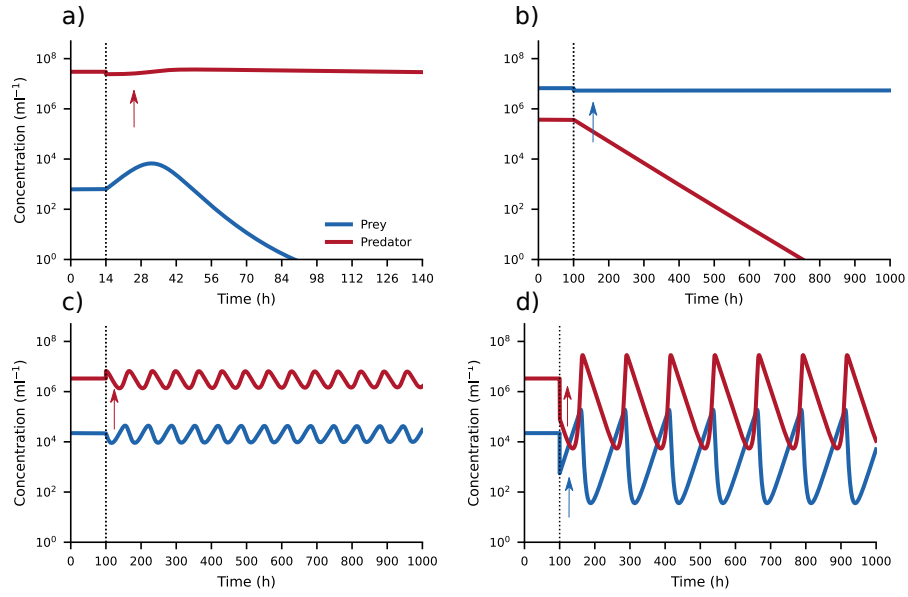 a)
Concentration (ml⁻¹)
10⁸
10⁶
10⁴
10²
10⁰
0 14 28 42 56 70 84 98 112 126 140
Time (h)
Prey
Predator
b)
Concentration (ml⁻¹)
10⁸
10⁶
10⁴
10²
10⁰
0 100 200 300 400 500 600 700 800 900 1000
Time (h)
c)
Concentration (ml⁻¹)
10⁸
10⁶
10⁴
10²
10⁰
0 100 200 300 400 500 600 700 800 900 1000
Time (h)
d)
Concentration (ml⁻¹)
10⁸
10⁶
10⁴
10²
10⁰
0 100 200 300 400 500 600 700 800 900 1000
Time (h)